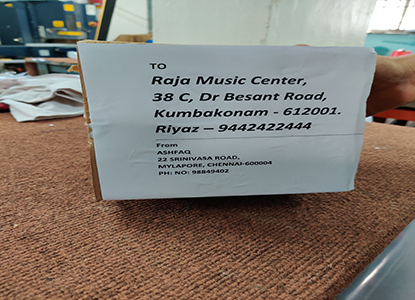 TO
Raja Music Center,
38 C, Dr Besant Road,
Kumbakonam - 612001.
Riyaz – 9442422444
From
ASHFAQ
22 SRINIVASA ROAD,
MYLAPORE, CHENNAI-600004
PH: NO: 98849402